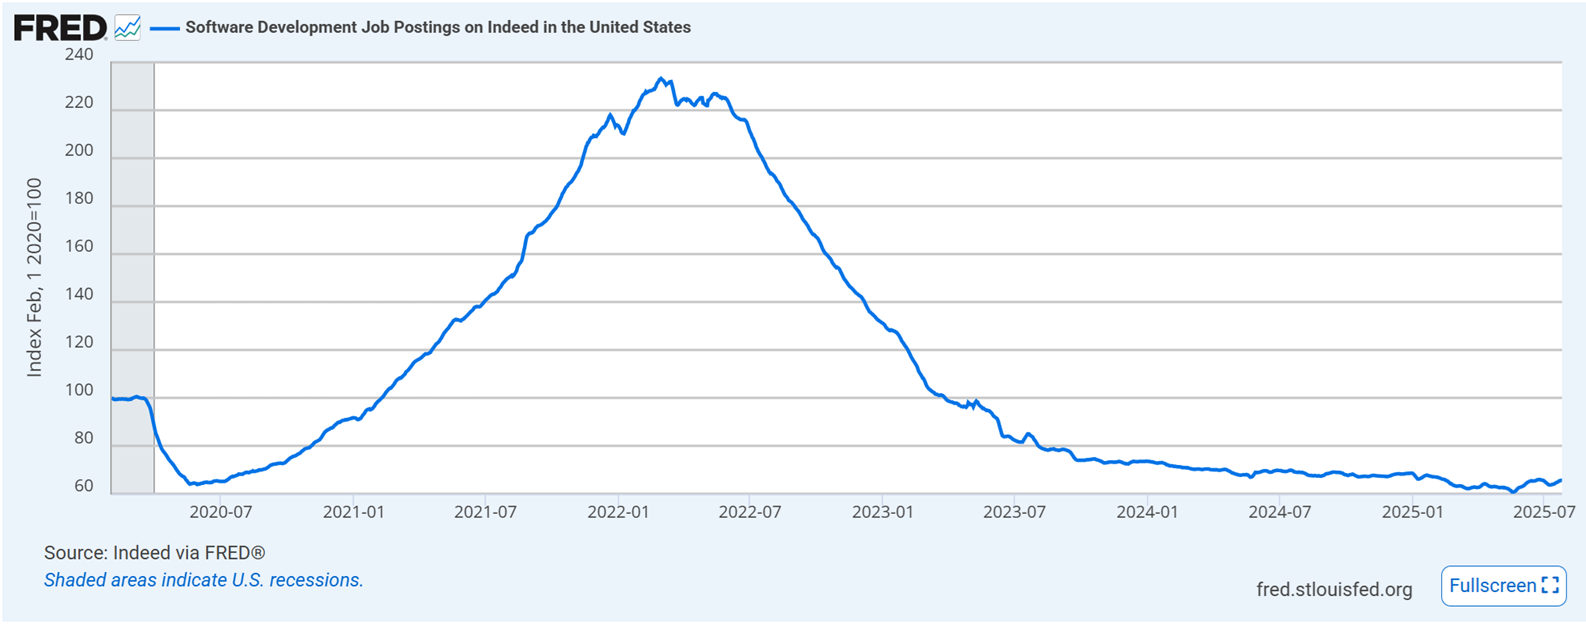 FRED
Software Development Job Postings on Indeed in the United States
240
220
200
180
160
140
120
100
80
60
Index Feb, 1 2020=100
2020-07 2021-01 2021-07 2022-01 2022-07 2023-01 2023-07 2024-01 2024-07 2025-01 2025-07
Source: Indeed via FRED®
Shaded areas indicate U.S. recessions.
fred.stlouisfed.org
Fullscreen